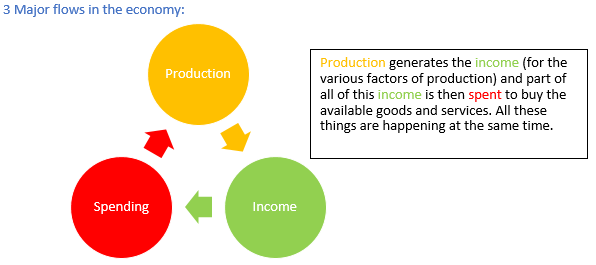 3 Major flows in the economy:
Production
Production generates the income (for the
various factors of production) and part of
all of this income is then spent to buy the
available goods and services. All these
things are happening at the same time.
Spending
Income